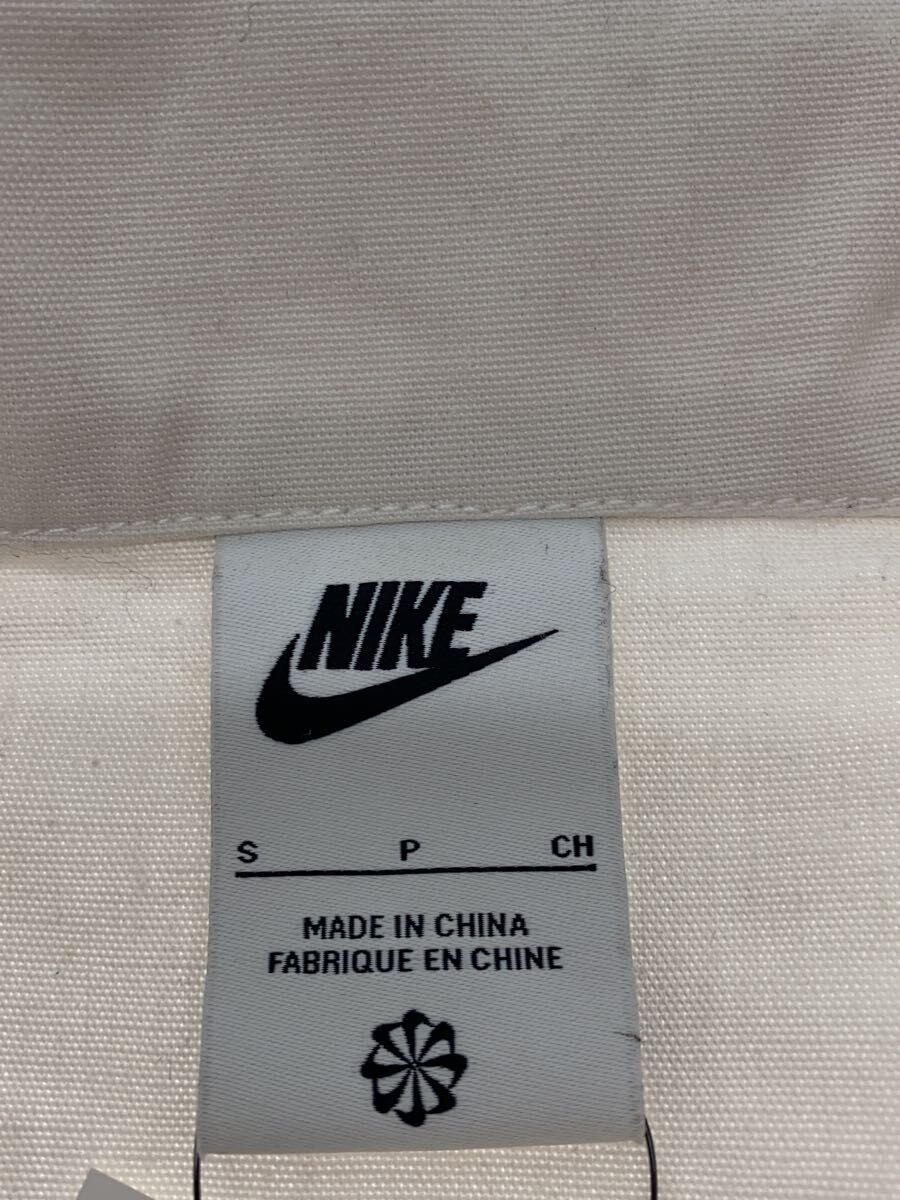 NIKE
S P CH
MADE IN CHINA
FABRIQUE EN CHINE